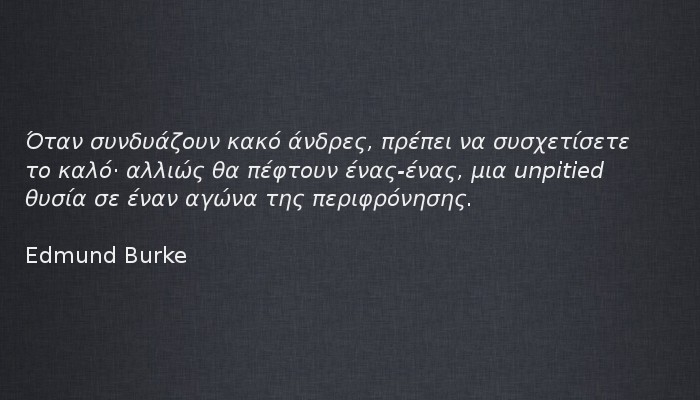 Όταν συνδυάζουν κακό άνδρες, πρέπει να συσχετίσετε
το καλό· αλλιώς θα πέφτουν ένας-ένας, μια unpitied
θυσία σε έναν αγώνα της περιφρόνησης.
Edmund Burke